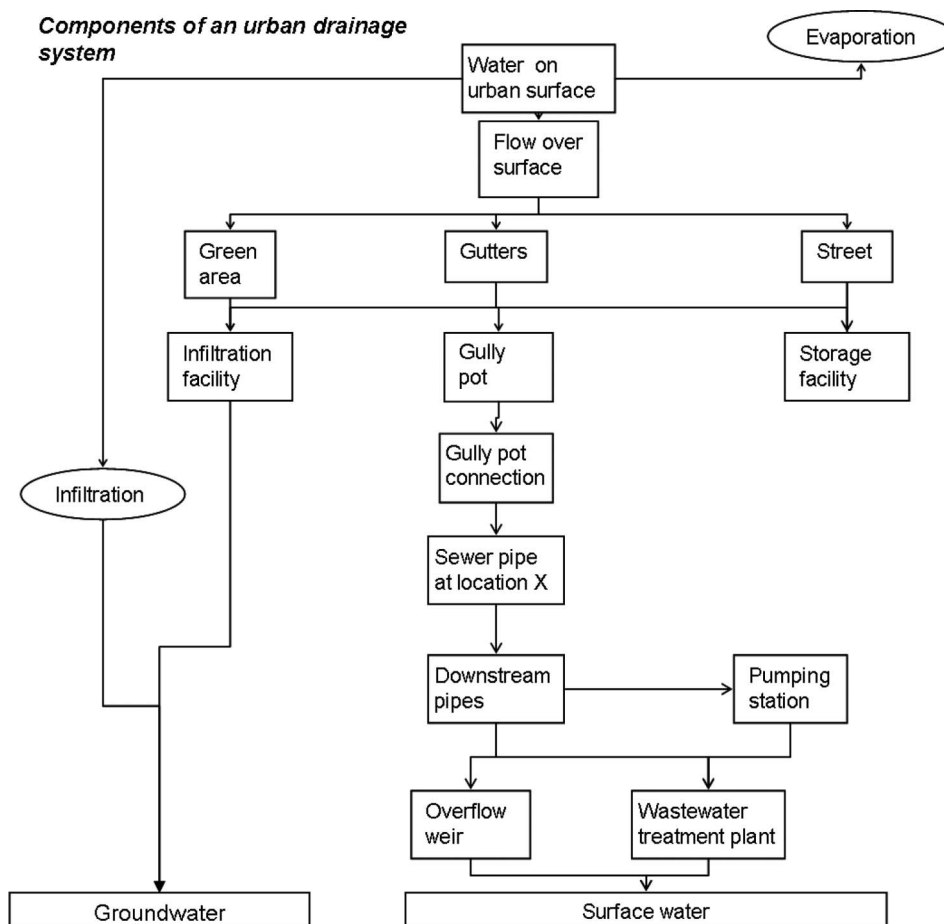 Components of an urban drainage
system
Evaporation
Water on
urban surface
Flow over
surface
Green
area
Gutters
Street
Infiltration
facility
Gully
pot
Storage
facility
Gully pot
connection
Infiltration
Sewer pipe
at location X
Downstream
pipes
Pumping
station
Overflow
weir
Wastewater
treatment plant
Groundwater
Surface water